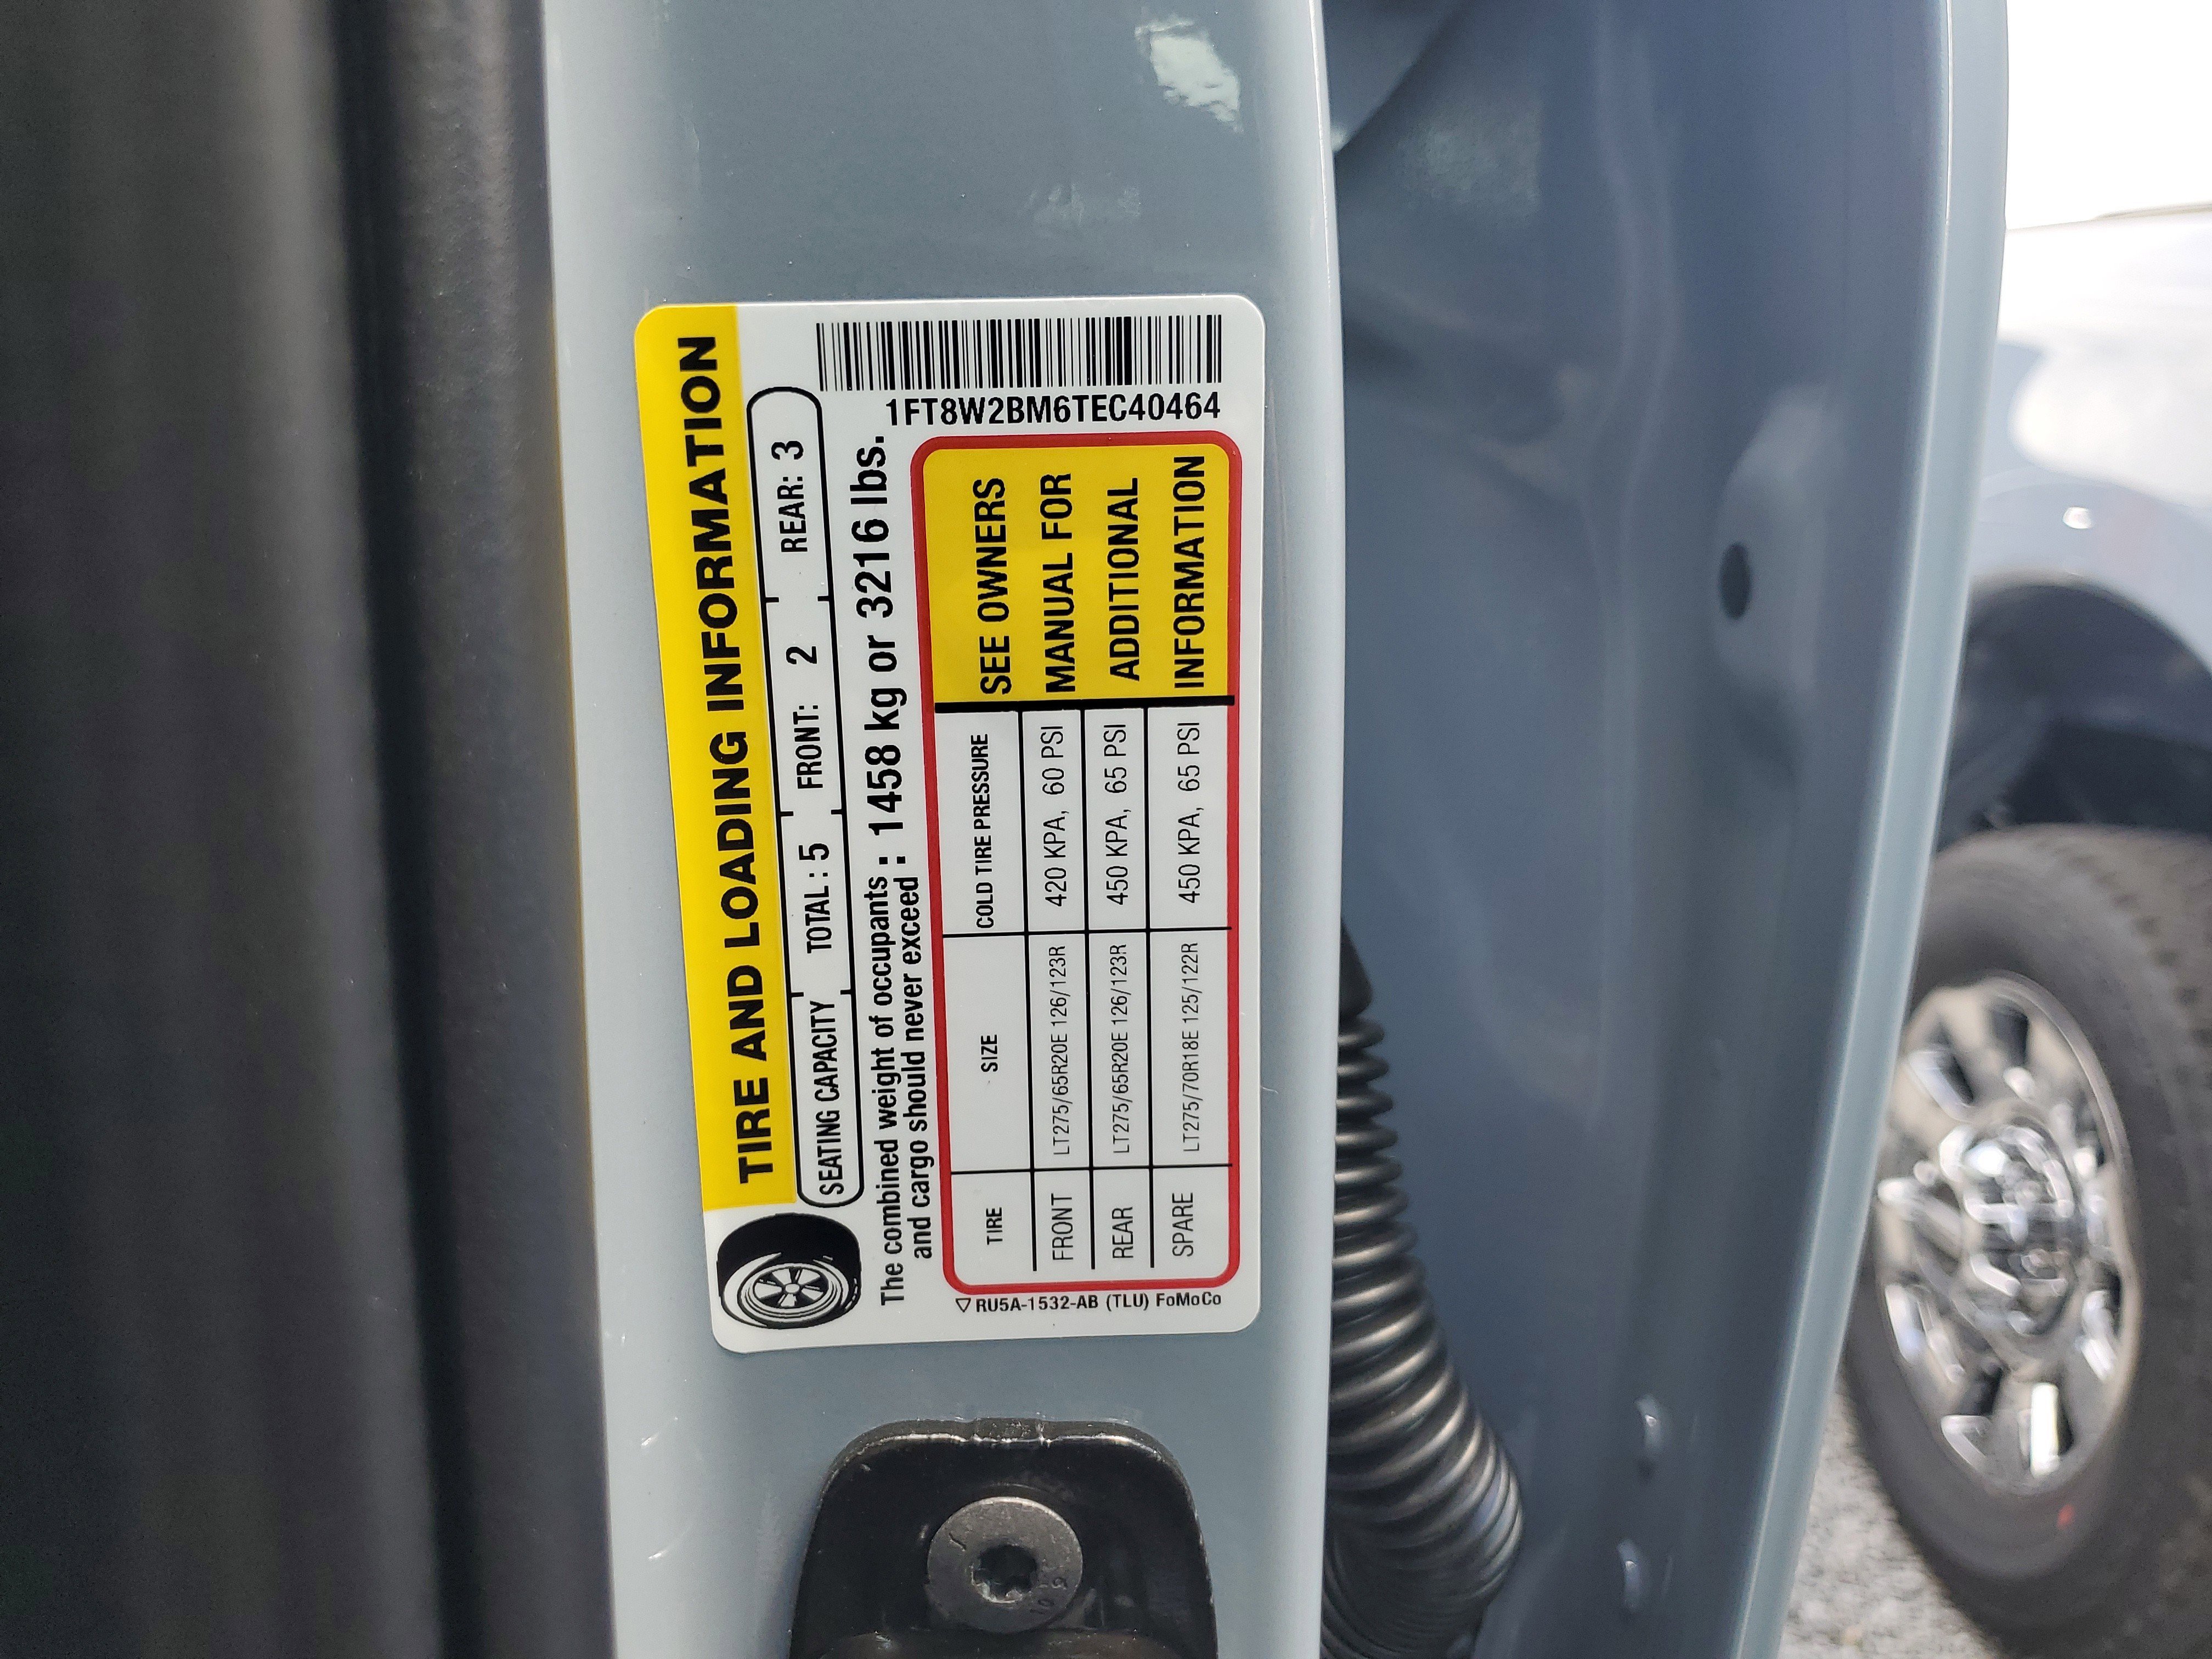 TIRE AND LOADING INFORMATION
SEATING CAPACITY TOTAL : 5 FRONT: 2 REAR: 3
The combined weight of occupants : 1458 kg or 3216 lbs.
and cargo should never exceed :
1FT8W2BM6TEC40464
TIRE SIZE COLD TIRE PRESSURE SEE OWNERS
FRONT LT275/65R20E 126/123R 420 KPA, 60 PSI MANUAL FOR
REAR LT275/65R20E 126/123R 450 KPA, 65 PSI ADDITIONAL
SPARE LT275/70R18E 125/122R 450 KPA, 65 PSI INFORMATION
▽RU5A-1532-AB (TLU) FoMoCo